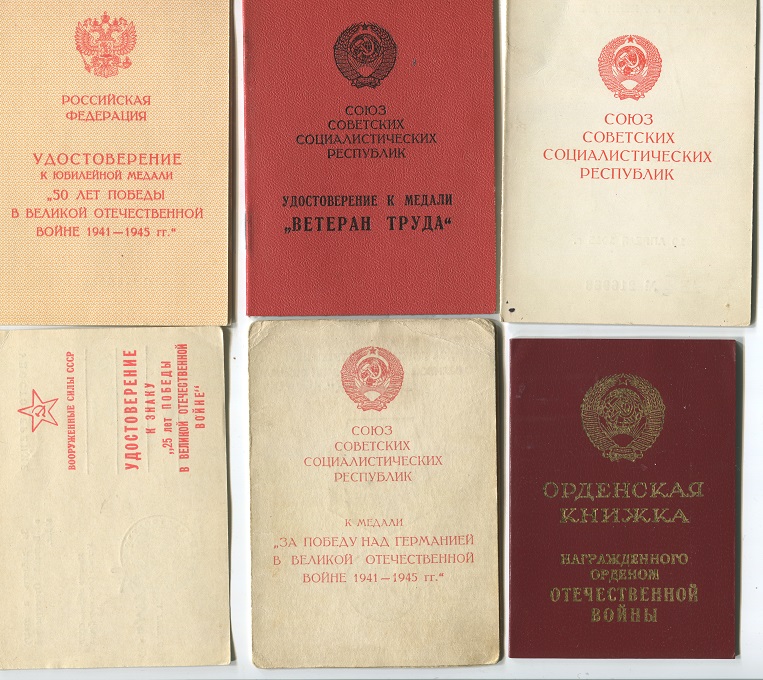 РОССИЙСКАЯ
ФЕДЕРАЦИЯ
УДОСТОВЕРЕНИЕ
К ЮБИЛЕЙНОЙ МЕДАЛИ
„50 ЛЕТ ПОБЕДЫ
В ВЕЛИКОЙ ОТЕЧЕСТВЕННОЙ
ВОЙНЕ 1941—1945 гг.“
СОЮЗ
СОВЕТСКИХ
СОЦИАЛИСТИЧЕСКИХ
РЕСПУБЛИК
УДОСТОВЕРЕНИЕ К МЕДАЛИ
„ВЕТЕРАН ТРУДА“
СОЮЗ
СОВЕТСКИХ
СОЦИАЛИСТИЧЕСКИХ
РЕСПУБЛИК
ВООРУЖЕННЫЕ СИЛЫ СССР
УДОСТОВЕРЕНИЕ
К ЗНАКУ
„25 лет ПОБЕДЫ
В ВЕЛИКОЙ ОТЕЧЕСТВЕННОЙ
ВОЙНЕ“
СОЮЗ
СОВЕТСКИХ
СОЦИАЛИСТИЧЕСКИХ
РЕСПУБЛИК
К МЕДАЛИ
„ЗА ПОБЕДУ НАД ГЕРМАНИЕЙ
В ВЕЛИКОЙ ОТЕЧЕСТВЕННОЙ
ВОЙНЕ 1941—1945 гг.“
ОРДЕНСКАЯ
КНИЖКА
НАГРАЖДЕННОГО
ОРДЕНОМ
ОТЕЧЕСТВЕННОЙ
ВОЙНЫ